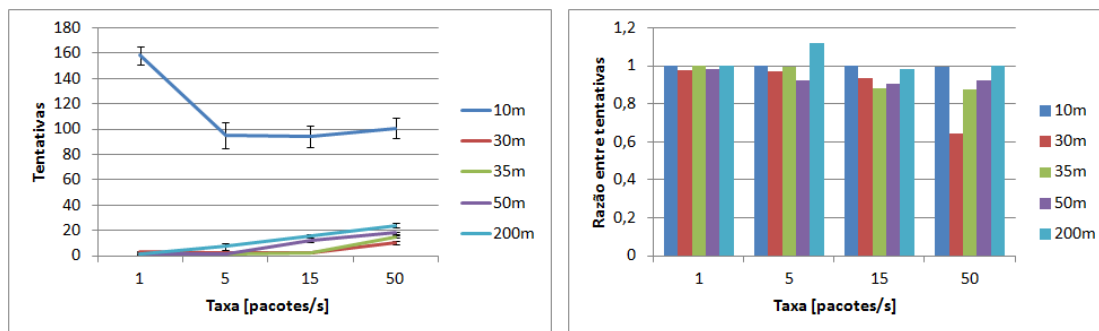 180
160
140
120
100
80
60
40
20
0
Tentativas
1 5 15 50
Taxa [pacotes/s]
10m
30m
35m
50m
200m
1,2
1
0,8
0,6
0,4
0,2
0
Razão entre tentativas
1 5 15 50
Taxa [pacotes/s]
10m
30m
35m
50m
200m